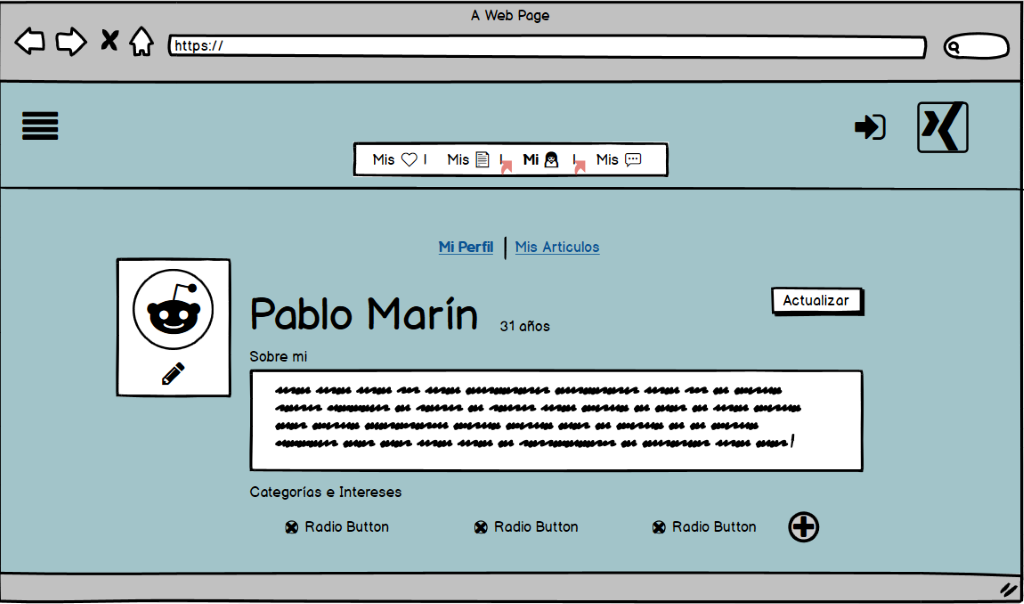 A Web Page
https://
Mis | Mis | Mi | Mis
Mi Perfil | Mis Articulos
Pablo Marín 31 años
Actualizar
Sobre mi
Categorías e Intereses
Radio Button Radio Button Radio Button